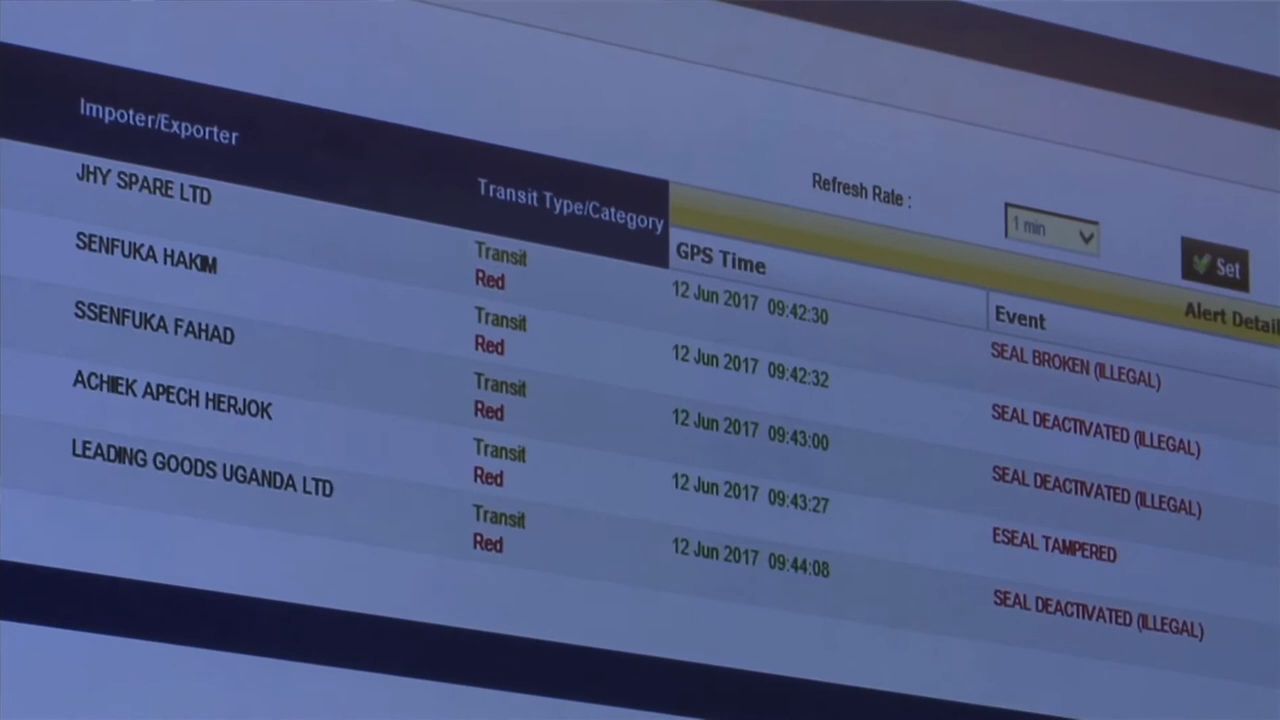 Refresh Rate :
1 min
Set
Impoter/Exporter
Transit Type/Category
GPS Time
Event
Alert Detail
JHY SPARE LTD
Transit
Red
12 Jun 2017 09:42:30
SEAL BROKEN (ILLEGAL)
SENFUKA HAKIM
Transit
Red
12 Jun 2017 09:42:32
SEAL DEACTIVATED (ILLEGAL)
SSENFUKA FAHAD
Transit
Red
12 Jun 2017 09:43:00
SEAL DEACTIVATED (ILLEGAL)
ACHIEK APECH HERJOK
Transit
Red
12 Jun 2017 09:43:27
ESEAL TAMPERED
LEADING GOODS UGANDA LTD
Transit
Red
12 Jun 2017 09:44:08
SEAL DEACTIVATED (ILLEGAL)